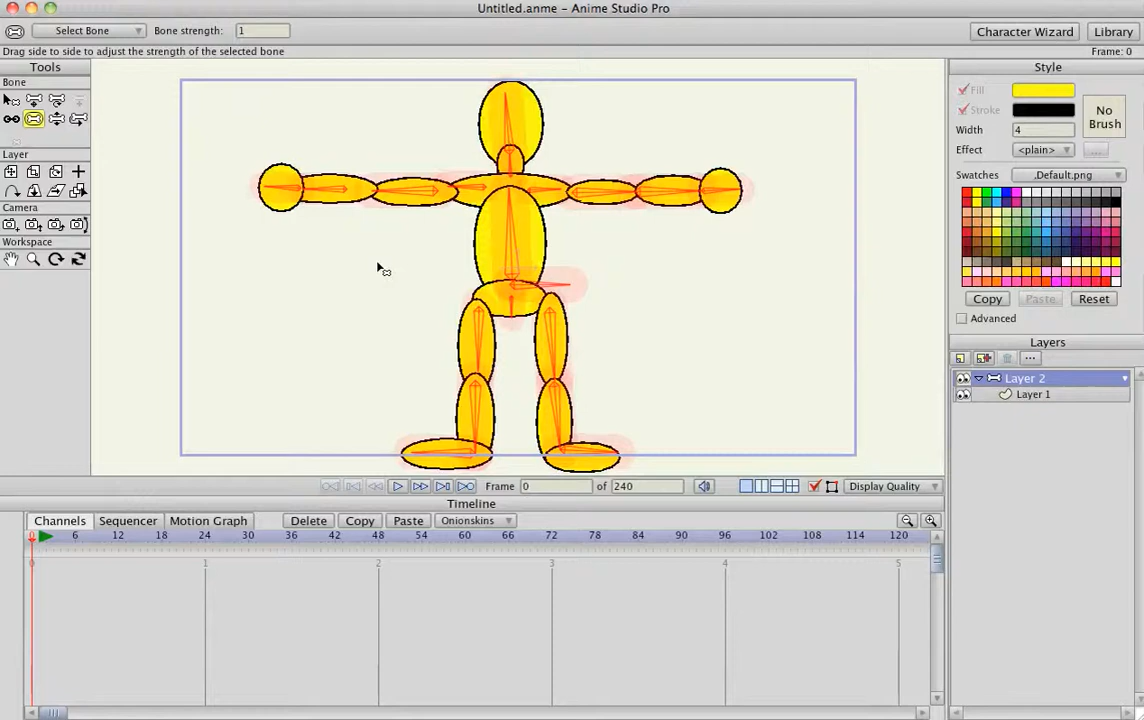 Untitled.anme - Anime Studio Pro
Select Bone Bone strength: 1 Character Wizard Library
Drag side to side to adjust the strength of the selected bone Frame: 0
Tools Style
Bone
Fill No Brush
Stroke
Width 4
Layer Effect <plain> ...
Swatches _Default.png
Camera
Workspace
Copy Paste Reset
Advanced
Layers
...
Layer 2
Layer 1
Frame 0 of 240 Display Quality
Timeline
Channels Sequencer Motion Graph Delete Copy Paste Onionskins
0 6 12 18 24 30 36 42 48 54 60 66 72 78 84 90 96 102 108 114 120
0 1 2 3 4 5